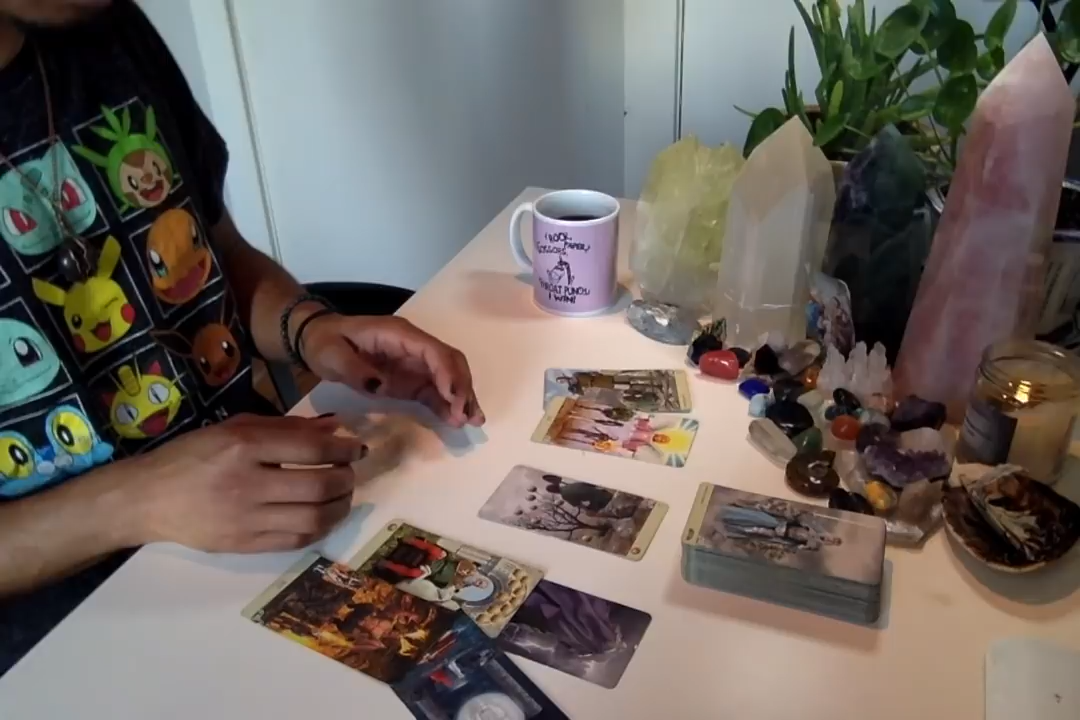 I ROCK,
PAPER,
SCISSORS,
THROAT PUNCH!
I WIN!